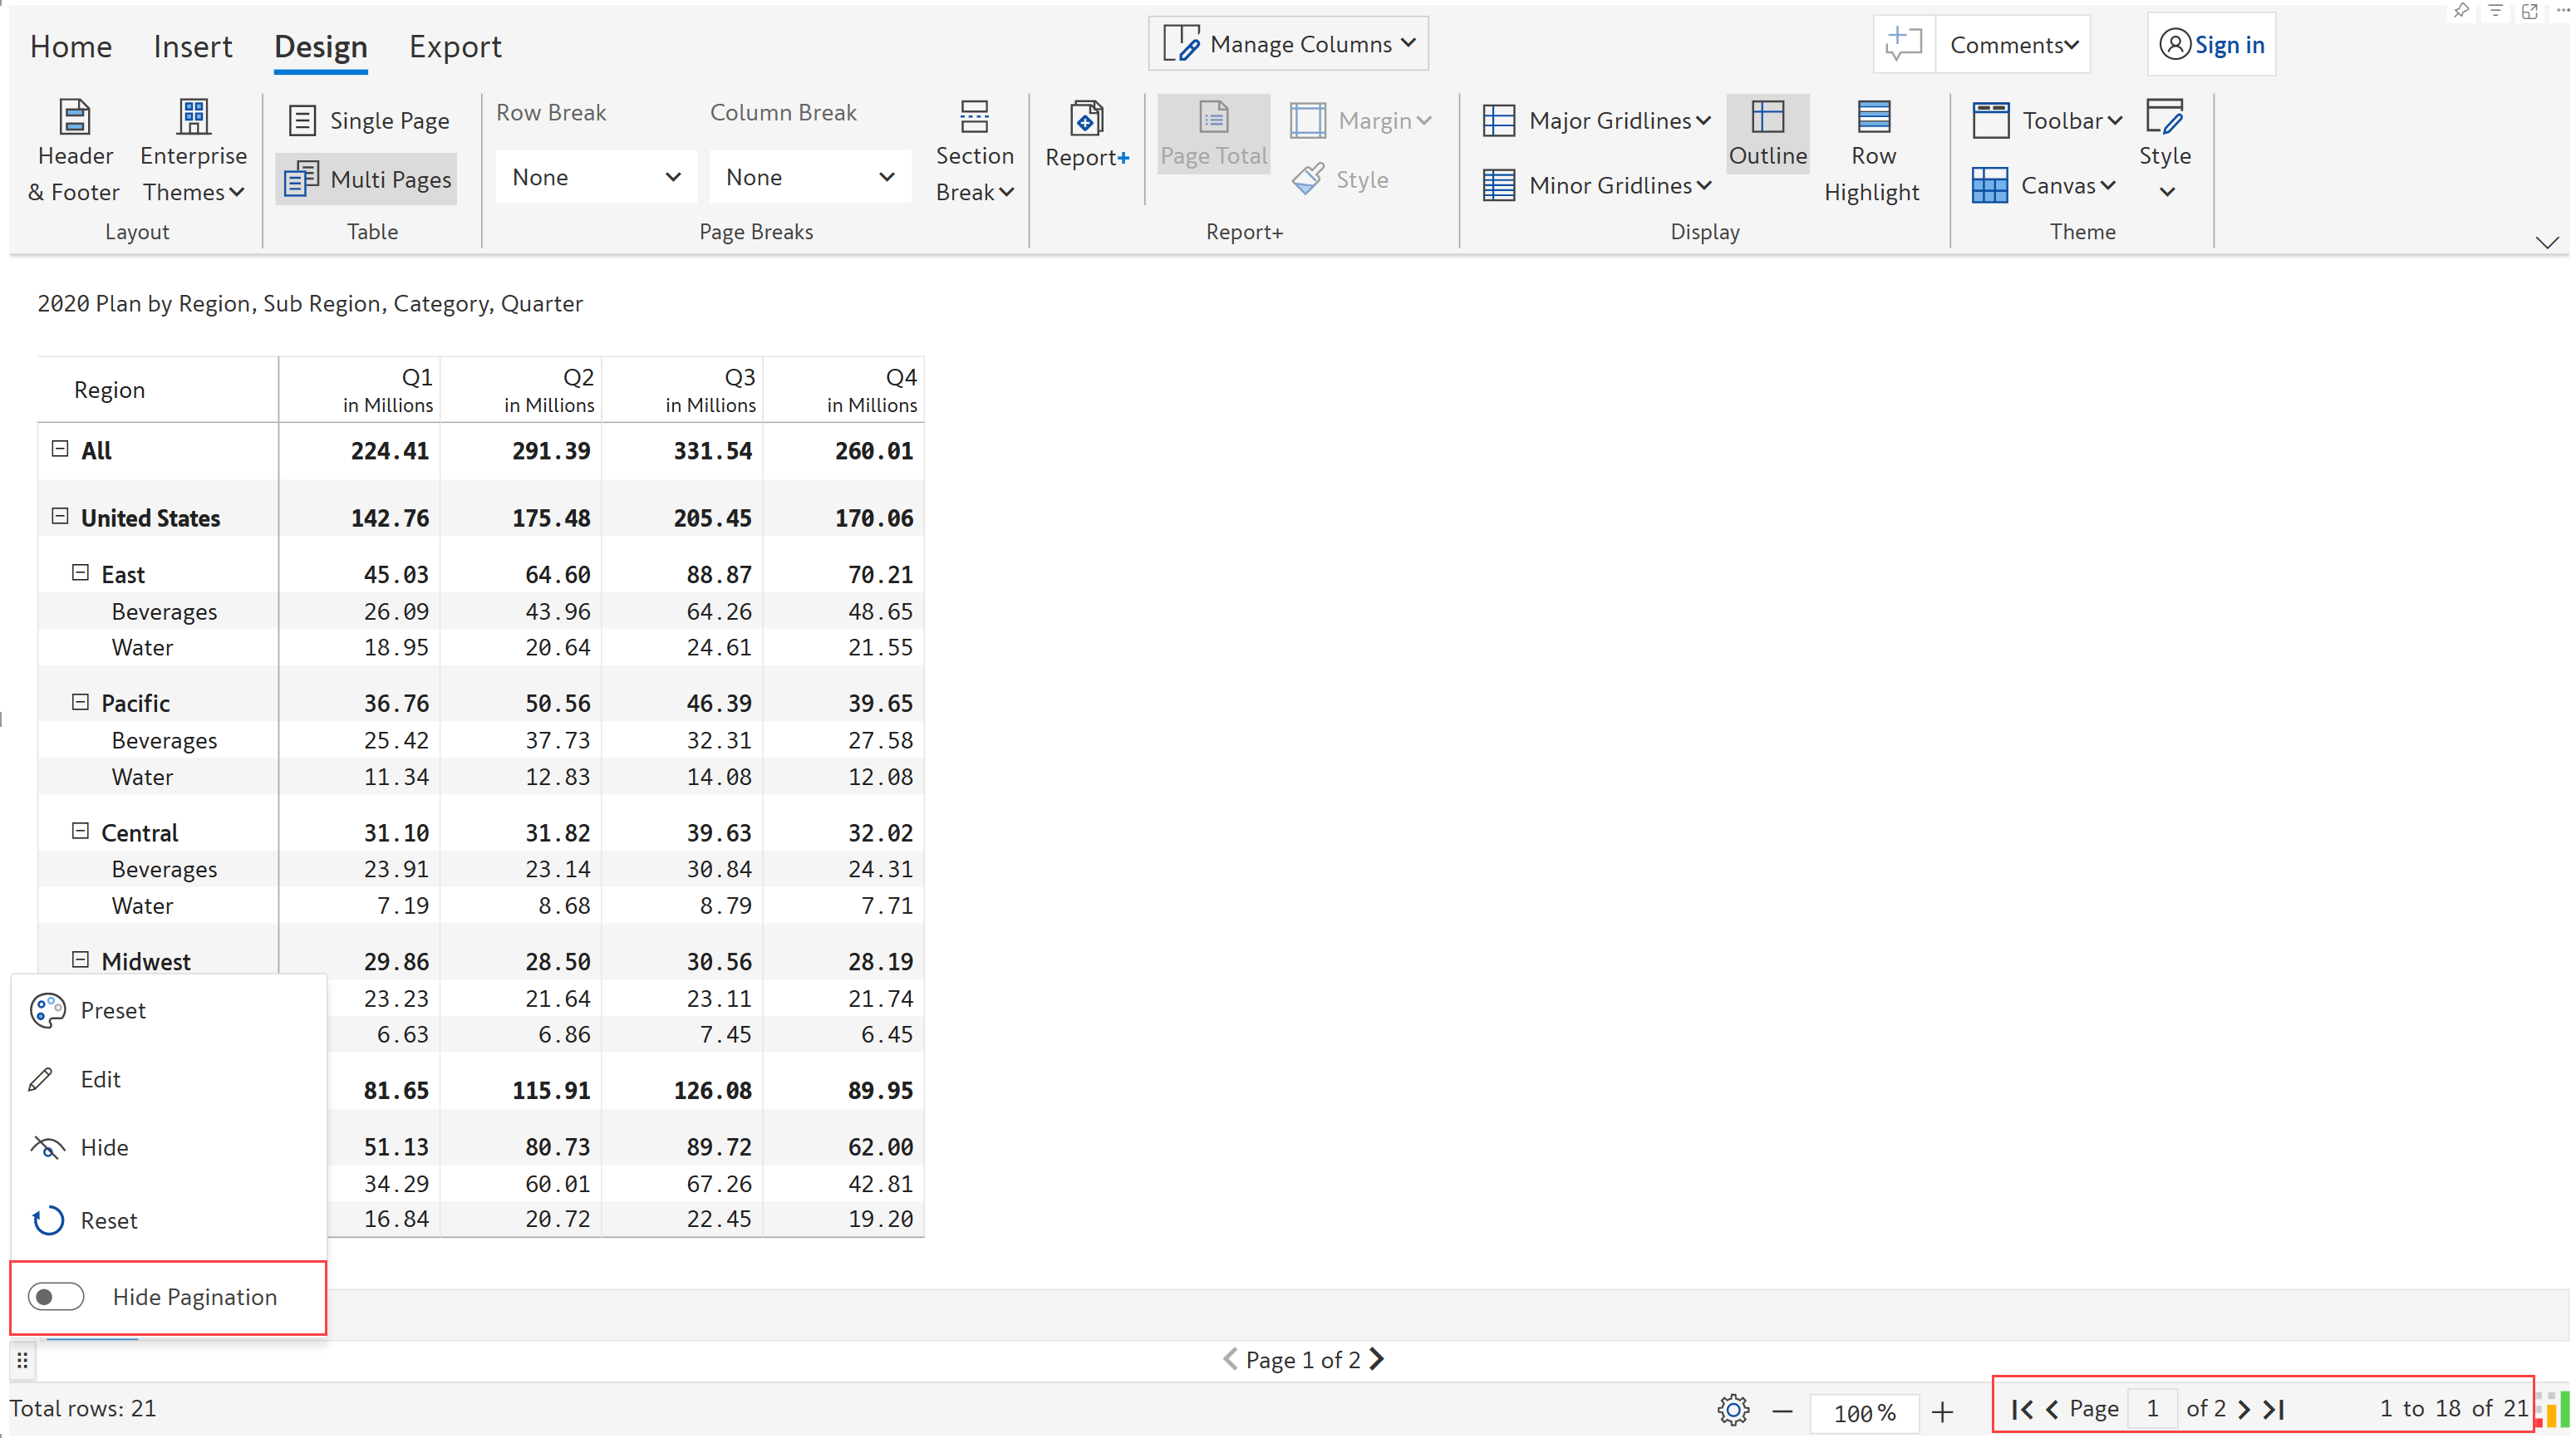 Home Insert Design Export Manage Columns Comments Sign in
Header & Footer Enterprise Themes Layout
Single Page Multi Pages Table
Row Break None Column Break None Section Break Page Breaks
Report+ Page Total Margin Style Report+
Major Gridlines Minor Gridlines Outline Row Highlight Display
Toolbar Canvas Style Theme
2020 Plan by Region, Sub Region, Category, Quarter
Region Q1 Q2 Q3 Q4
in Millions in Millions in Millions in Millions
All 224.41 291.39 331.54 260.01
United States 142.76 175.48 205.45 170.06
East 45.03 64.60 88.87 70.21
Beverages 26.09 43.96 64.26 48.65
Water 18.95 20.64 24.61 21.55
Pacific 36.76 50.56 46.39 39.65
Beverages 25.42 37.73 32.31 27.58
Water 11.34 12.83 14.08 12.08
Central 31.10 31.82 39.63 32.02
Beverages 23.91 23.14 30.84 24.31
Water 7.19 8.68 8.79 7.71
Midwest 29.86 28.50 30.56 28.19
23.23 21.64 23.11 21.74
6.63 6.86 7.45 6.45
81.65 115.91 126.08 89.95
51.13 80.73 89.72 62.00
34.29 60.01 67.26 42.81
16.84 20.72 22.45 19.20
Preset
Edit
Hide
Reset
Hide Pagination
Page 1 of 2
Total rows: 21 100 % Page 1 of 2 1 to 18 of 21